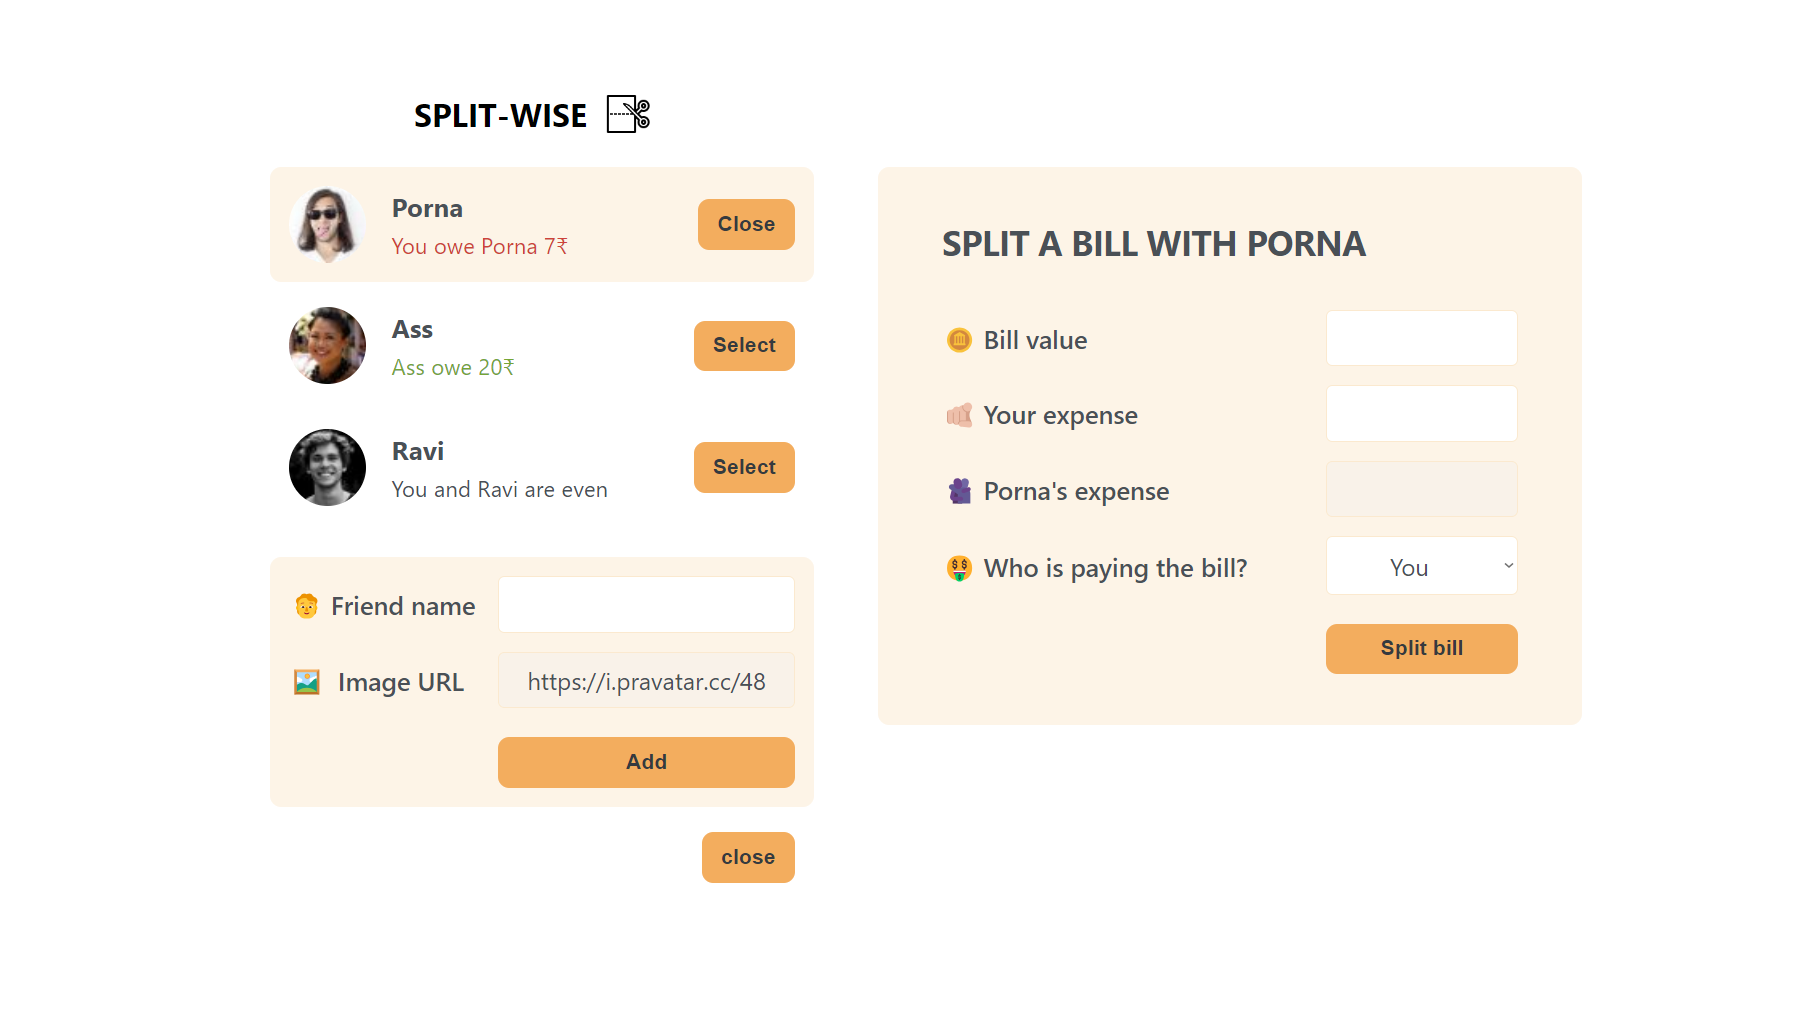 SPLIT-WISE
Porna
You owe Porna 7₹
Close
Ass
Ass owe 20₹
Select
Ravi
You and Ravi are even
Select
Friend name
Image URL
https://i.pravatar.cc/48
Add
close
SPLIT A BILL WITH PORNA
Bill value
Your expense
Porna's expense
Who is paying the bill?
You
Split bill